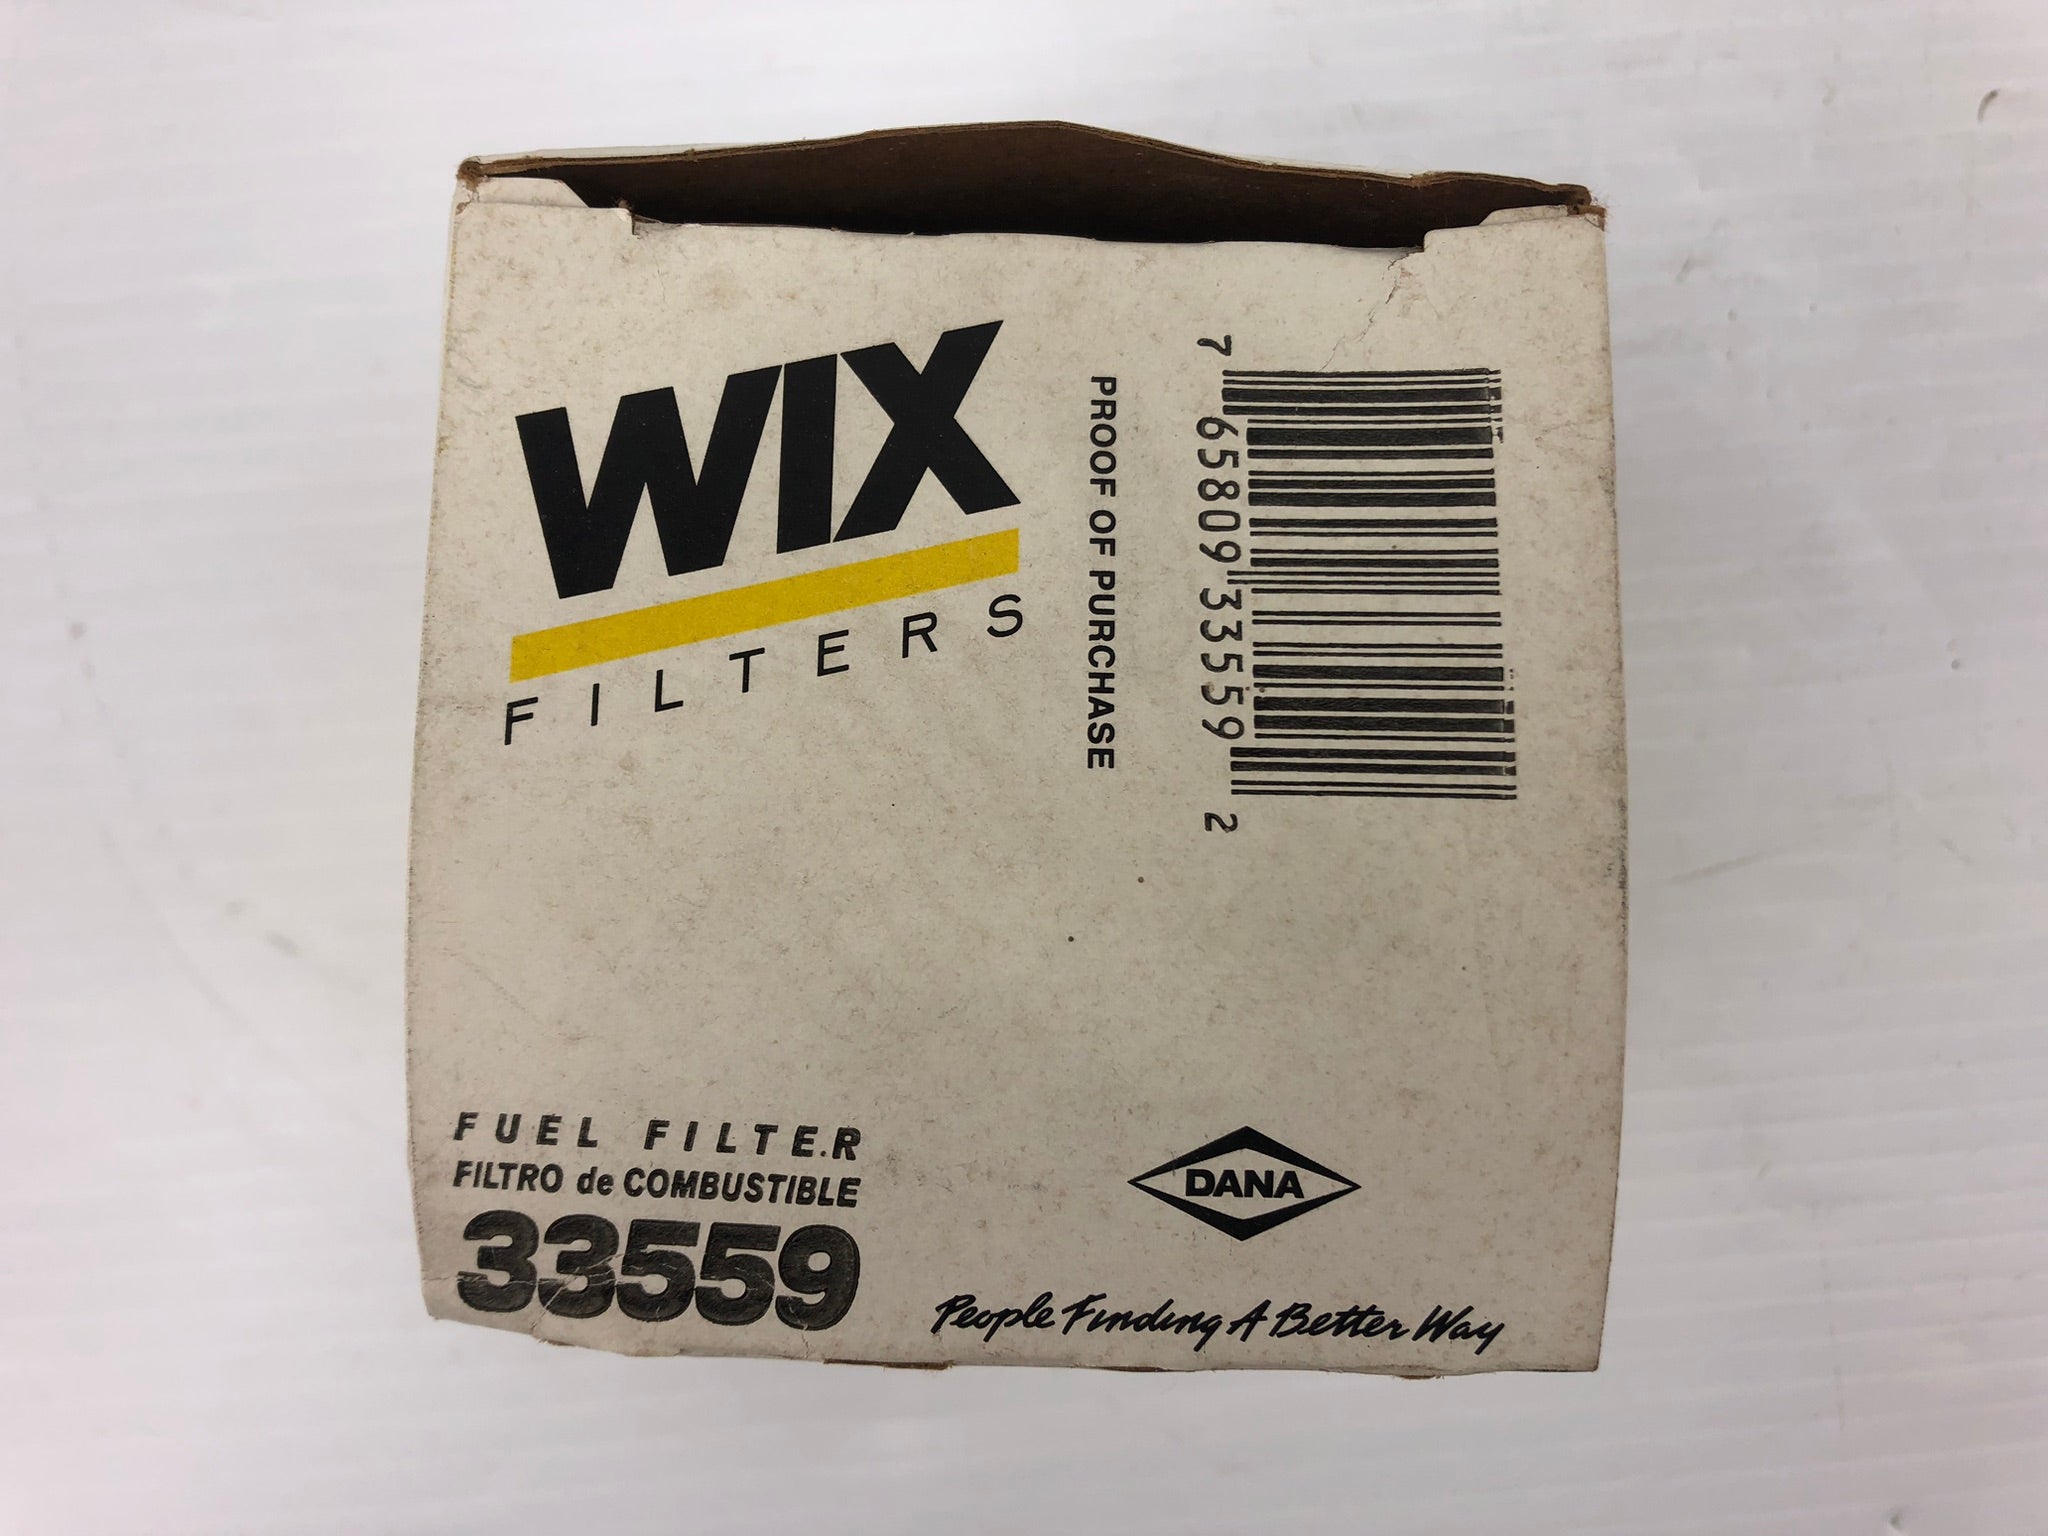 WIX
FILTERS
PROOF OF PURCHASE
7 65809 33559 2
FUEL FILTER
FILTRO de COMBUSTIBLE
33559
DANA
People Finding A Better Way